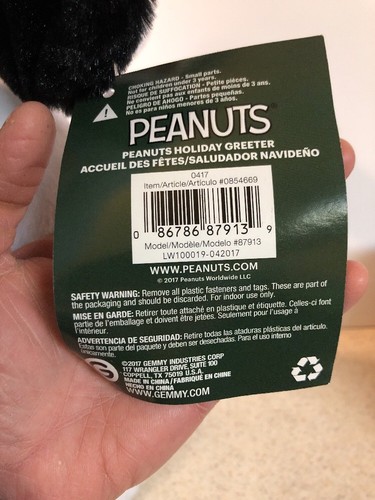 CHOKING HAZARD - Small parts.
Not for children under 3 years.
RISQUE DE SUFFOCATION - Petite pièces.
Ne convient pas aux enfants de moins de 3 ans.
PELIGRO DE AHOGO - Partes pequeñas.
No es para niños menores de 3 años.
PEANUTS
PEANUTS HOLIDAY GREETER
ACCUEIL DES FÊTES/SALUDADOR NAVIDEÑO
0417
Item/Article/Artículo #0854669
0 86786 87913 9
Model/Modèle/Modelo #87913
LW100019-042017
WWW.PEANUTS.COM
© 2017 Peanuts Worldwide LLC
SAFETY WARNING: Remove all plastic fasteners and tags. These are part of
the packaging and should be discarded. For indoor use only.
MISE EN GARDE: Retirer toute attaché en plastique et étiquette. Celles-ci font
partie de l'emballage et doivent être jetées. Seulement pour l'usage à
l'intérieur.
ADVERTENCIA DE SEGURIDAD: Retire todas las ataduras plásticas del artículo.
Estas son parte del paquete y deben ser desechadas. Para el uso interno
únicamente.
©2017 GEMMY INDUSTRIES CORP
117 WRANGLER DRIVE, SUITE 100
COPPELL, TX 75019 U.S.A.
MADE IN CHINA/FABRIQUÉ EN CHINE
HECHO EN CHINA
WWW.GEMMY.COM